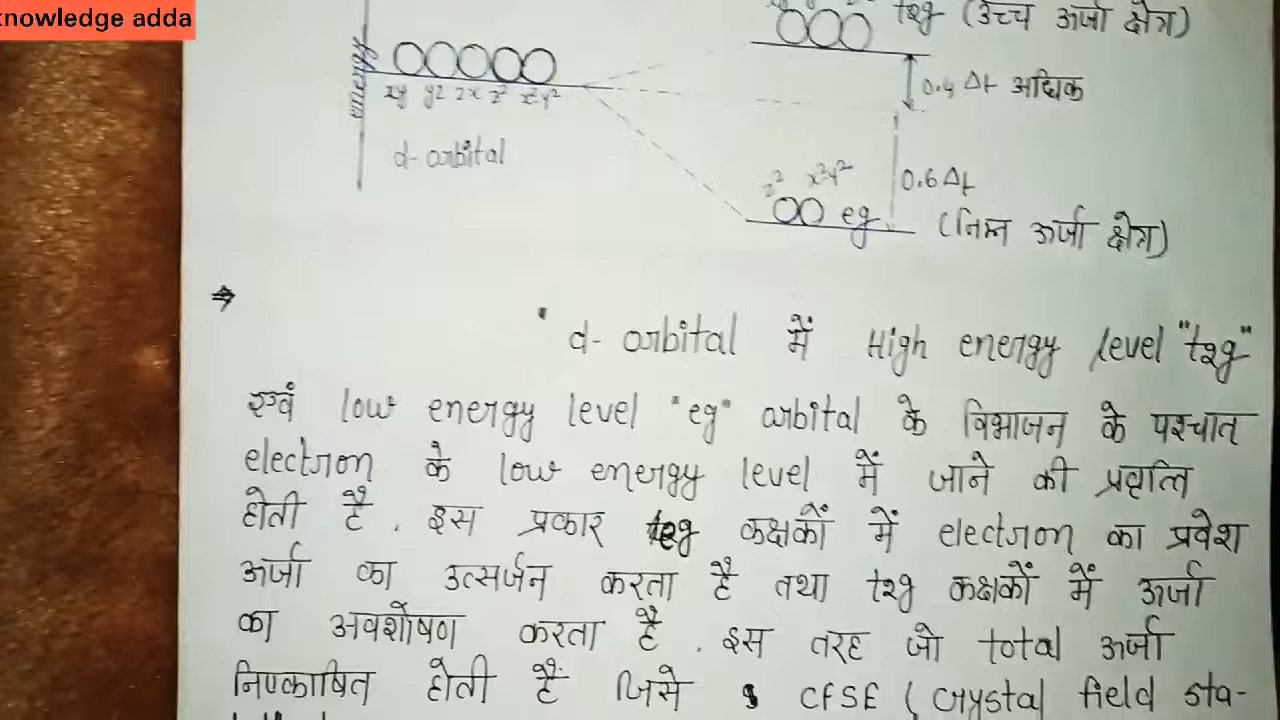 knowledge adda
t2g (उच्च ऊर्जा क्षेत्र)
0.4 Δt अधिक
xy yz zx z² x²y²
d-orbital
z² x²y²
0.6 Δt
eg (निम्न ऊर्जा क्षेत्र)
⇒
d-orbital में High energy level "t2g"
एवं low energy level "eg" orbital के विभाजन के पश्चात
electron के low energy level में जाने की प्रवृत्ति
होती है . इस प्रकार eg कक्षकों में electron का प्रवेश
ऊर्जा का उत्सर्जन करता है तथा t2g कक्षकों में ऊर्जा
का अवशोषण करता है . इस तरह जो total ऊर्जा
निष्काषित होती है जिसे CFSE (crystal field sta-